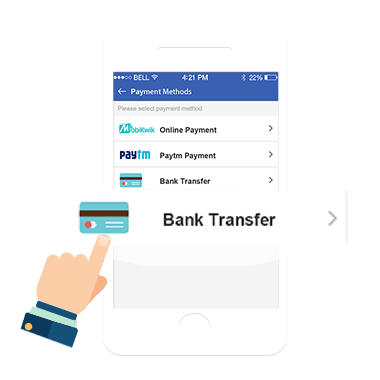 ●●●○○ BELL 4:21 PM 22%
Payment Methods
Please select payment method
MobiKwik Online Payment
Paytm Paytm Payment
Bank Transfer
Bank Transfer